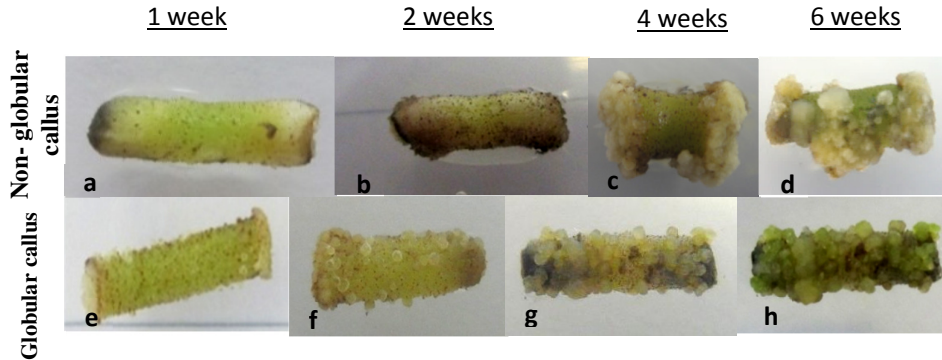 1 week
2 weeks
4 weeks
6 weeks
Non- globular
callus
a
b
c
d
Globular callus
e
f
g
h